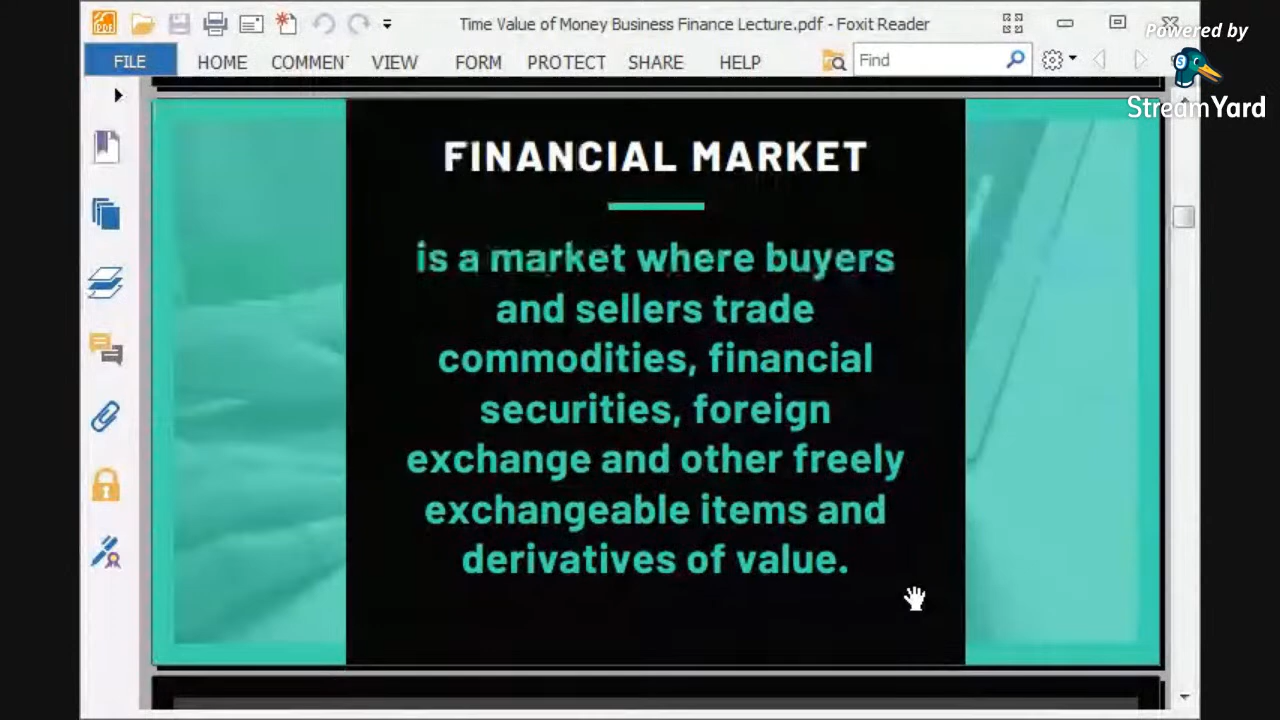 Time Value of Money Business Finance Lecture.pdf - Foxit Reader
Powered by
StreamYard
FILE HOME COMMEN VIEW FORM PROTECT SHARE HELP Find
FINANCIAL MARKET
is a market where buyers
and sellers trade
commodities, financial
securities, foreign
exchange and other freely
exchangeable items and
derivatives of value.